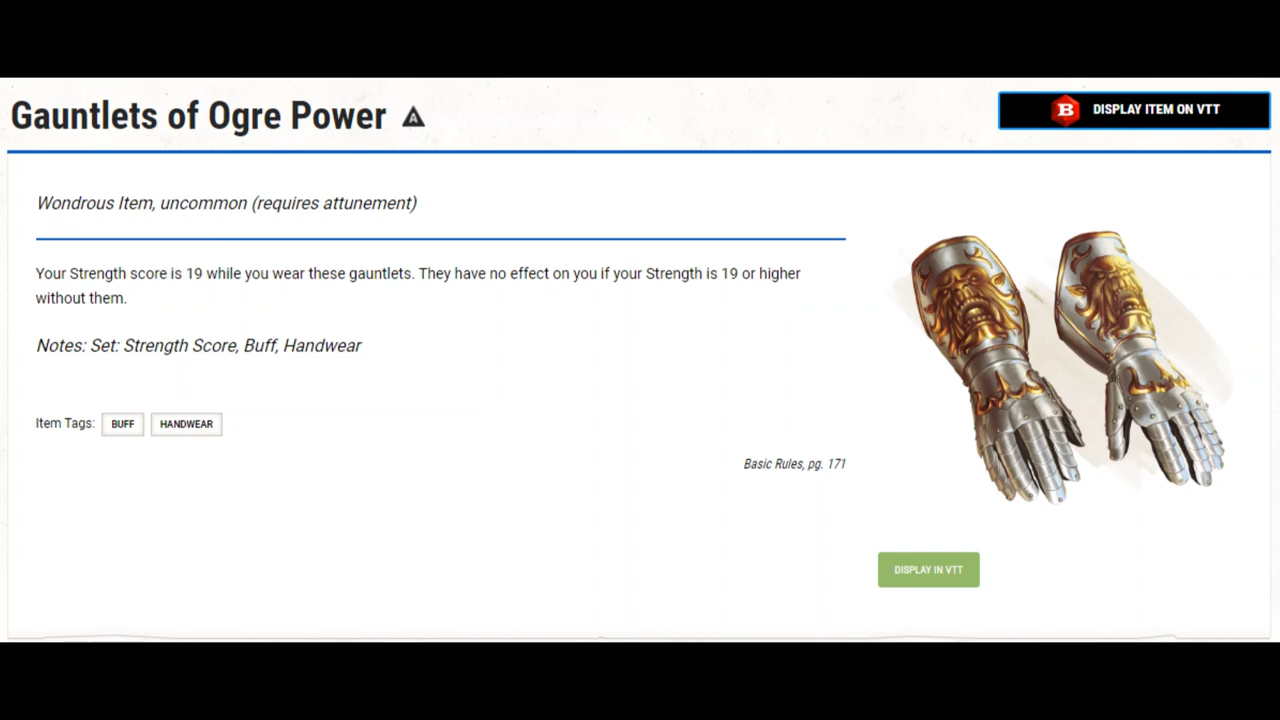 Gauntlets of Ogre Power A
B DISPLAY ITEM ON VTT
Wondrous Item, uncommon (requires attunement)
Your Strength score is 19 while you wear these gauntlets. They have no effect on you if your Strength is 19 or higher
without them.
Notes: Set: Strength Score, Buff, Handwear
Item Tags: BUFF HANDWEAR
Basic Rules, pg. 171
DISPLAY IN VTT